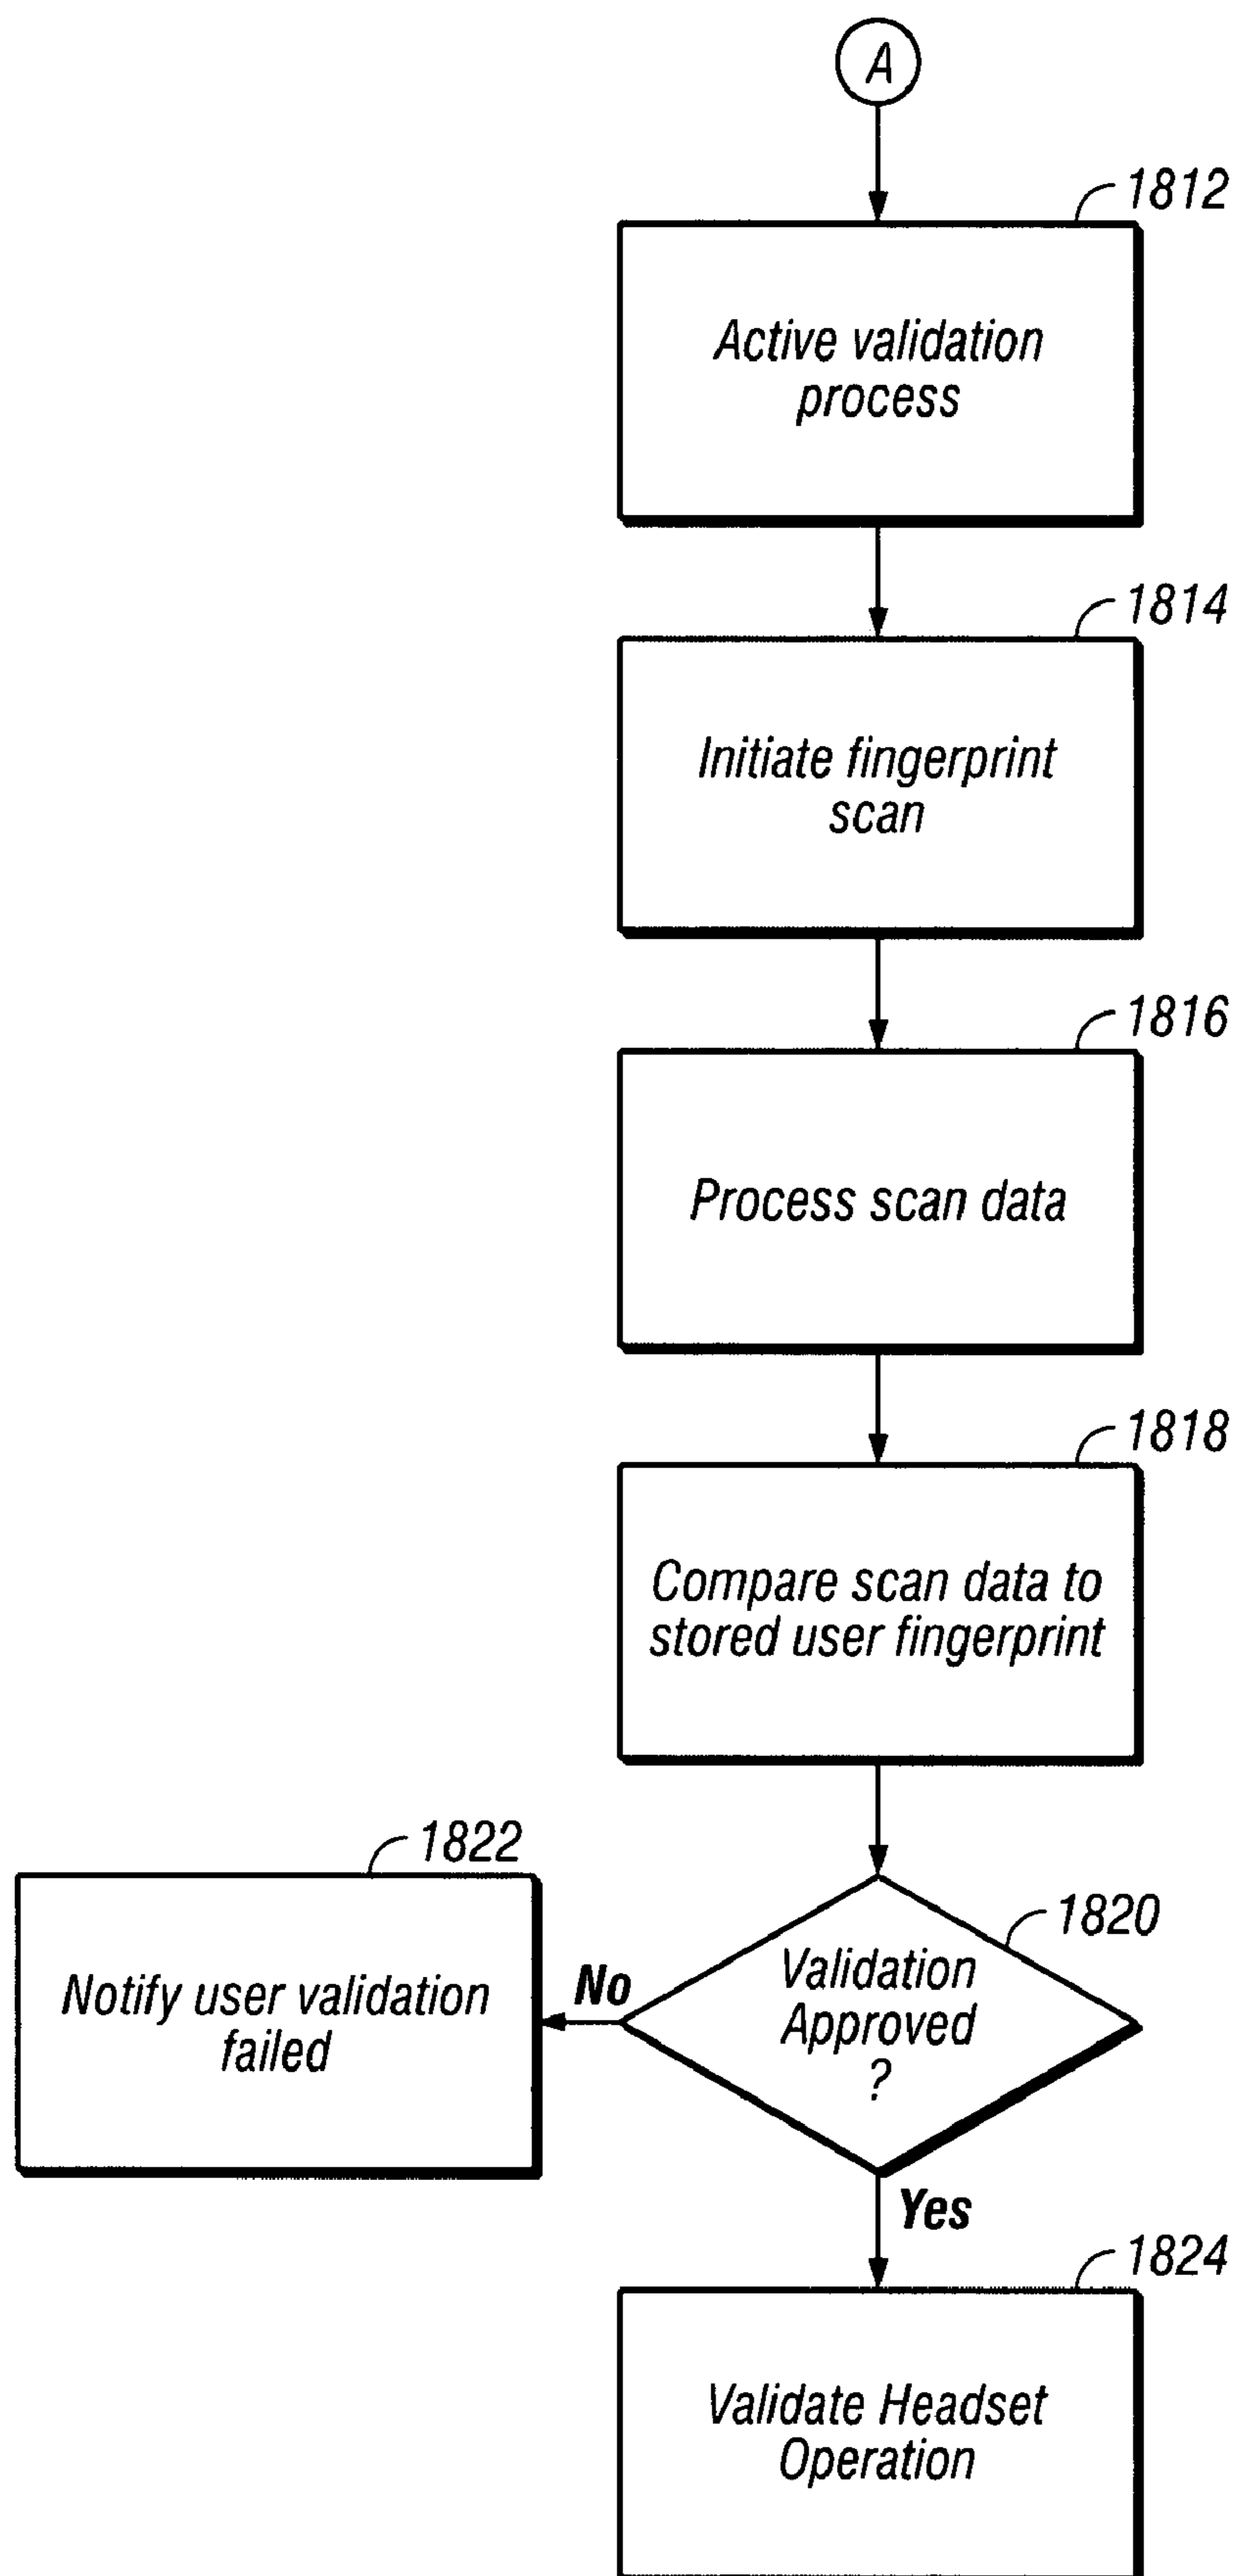 A
1812
Active validation
process
1814
Initiate fingerprint
scan
1816
Process scan data
1818
Compare scan data to
stored user fingerprint
1822
Notify user validation
failed
No
1820
Validation
Approved
?
Yes
1824
Validate Headset
Operation